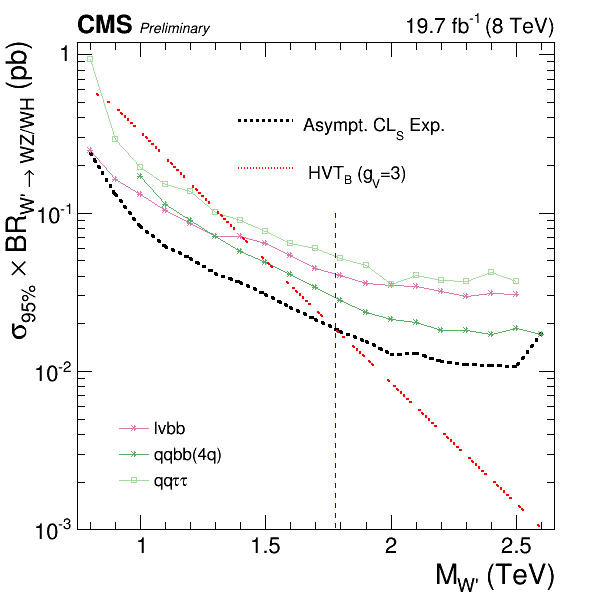 CMS Preliminary 19.7 fb⁻¹ (8 TeV)
σ95% × BRW' → WZ/WH (pb)
1
10⁻¹
10⁻²
10⁻³
Asympt. CLS Exp.
HVTB (gV=3)
lvbb
qqbb(4q)
qqττ
1 1.5 2 2.5
MW' (TeV)